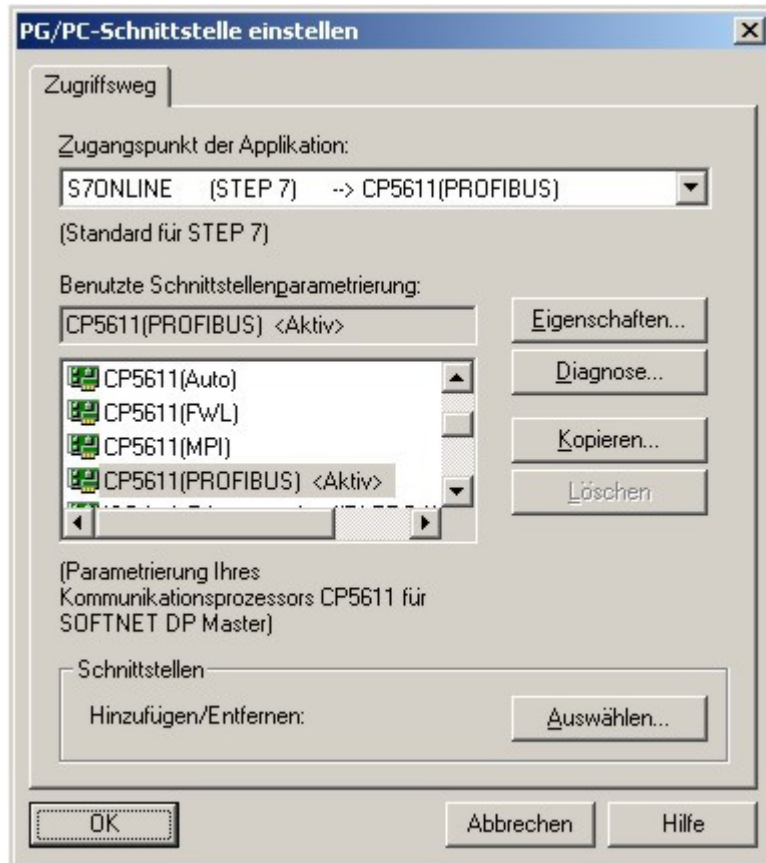 PG/PC-Schnittstelle einstellen
Zugriffsweg
Zugangspunkt der Applikation:
S7ONLINE (STEP 7) --> CP5611(PROFIBUS)
(Standard für STEP 7)
Benutzte Schnittstellenparametrierung:
CP5611(PROFIBUS) <Aktiv>
Eigenschaften...
CP5611(Auto)
CP5611(FWL)
CP5611(MPI)
CP5611(PROFIBUS) <Aktiv>
Diagnose...
Kopieren...
Löschen
(Parametrierung Ihres
Kommunikationsprozessors CP5611 für
SOFTNET DP Master)
Schnittstellen
Hinzufügen/Entfernen:
Auswählen...
OK
Abbrechen
Hilfe